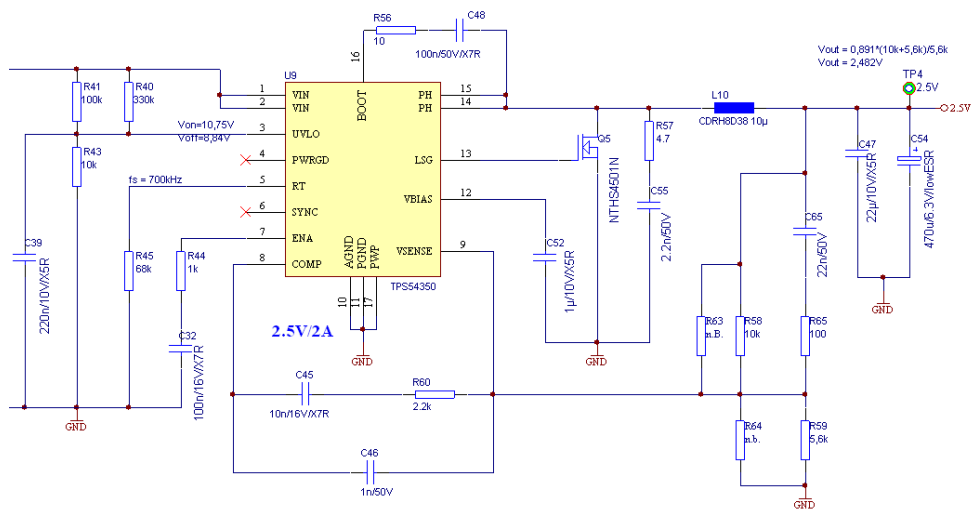 R56
10
C48
100n/50V/X7R
Vout = 0,891*(10k+5,6k)/5,6k
Vout = 2,482V
TP4
2.5V
2.5V
R41
100k
R40
330k
U9
16
BOOT
1
VIN
2
VIN
3
UVLO
4
PWRGD
5
RT
6
SYNC
7
ENA
8
COMP
PH
15
PH
14
LSG
13
VBIAS
12
VSENSE
9
AGND
PGND
PWP
10
11
17
TPS54350
Von=10,75V
Voff=8,84V
R43
10k
fs = 700kHz
C39
220n/10V/X5R
R45
68k
R44
1k
C32
100n/16V/X7R
GND
2.5V/2A
GND
Q5
NTHS4501N
R57
4.7
C55
2.2n/50V
C52
1µ/10V/X5R
GND
L10
CDRH8D38 10µ
C47
22µ/10V/X5R
C54
+
470u/6.3V/lowESR
GND
C65
22n/50V
R63
n.B.
R58
10k
R65
100
C45
10n/16V/X7R
R60
2.2k
C46
1n/50V
R64
n.b.
R59
5,6k
GND